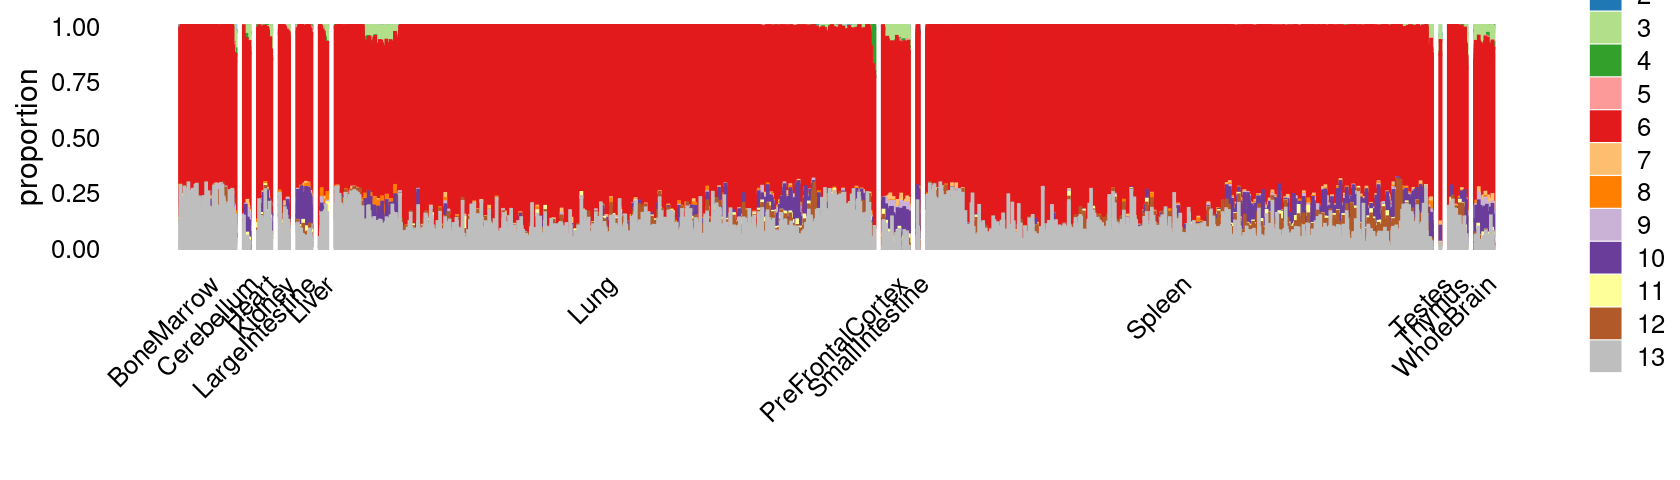 proportion
1.00
0.75
0.50
0.25
0.00
BoneMarrow
Cerebellum
Heart
Kidney
LargeIntestine
Liver
Lung
PreFrontalCortex
SmallIntestine
Spleen
Testes
Thymus
WholeBrain
3
4
5
6
7
8
9
10
11
12
13